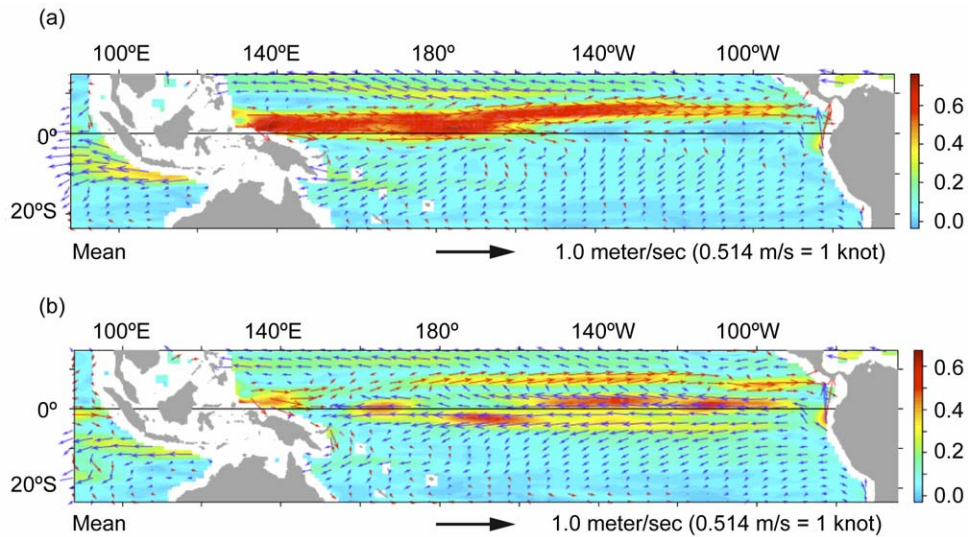 (a)
100ºE 140ºE 180º 140ºW 100ºW
0º
20ºS
0.6
0.4
0.2
0.0
Mean 1.0 meter/sec (0.514 m/s = 1 knot)
(b)
100ºE 140ºE 180º 140ºW 100ºW
0º
20ºS
0.6
0.4
0.2
0.0
Mean 1.0 meter/sec (0.514 m/s = 1 knot)